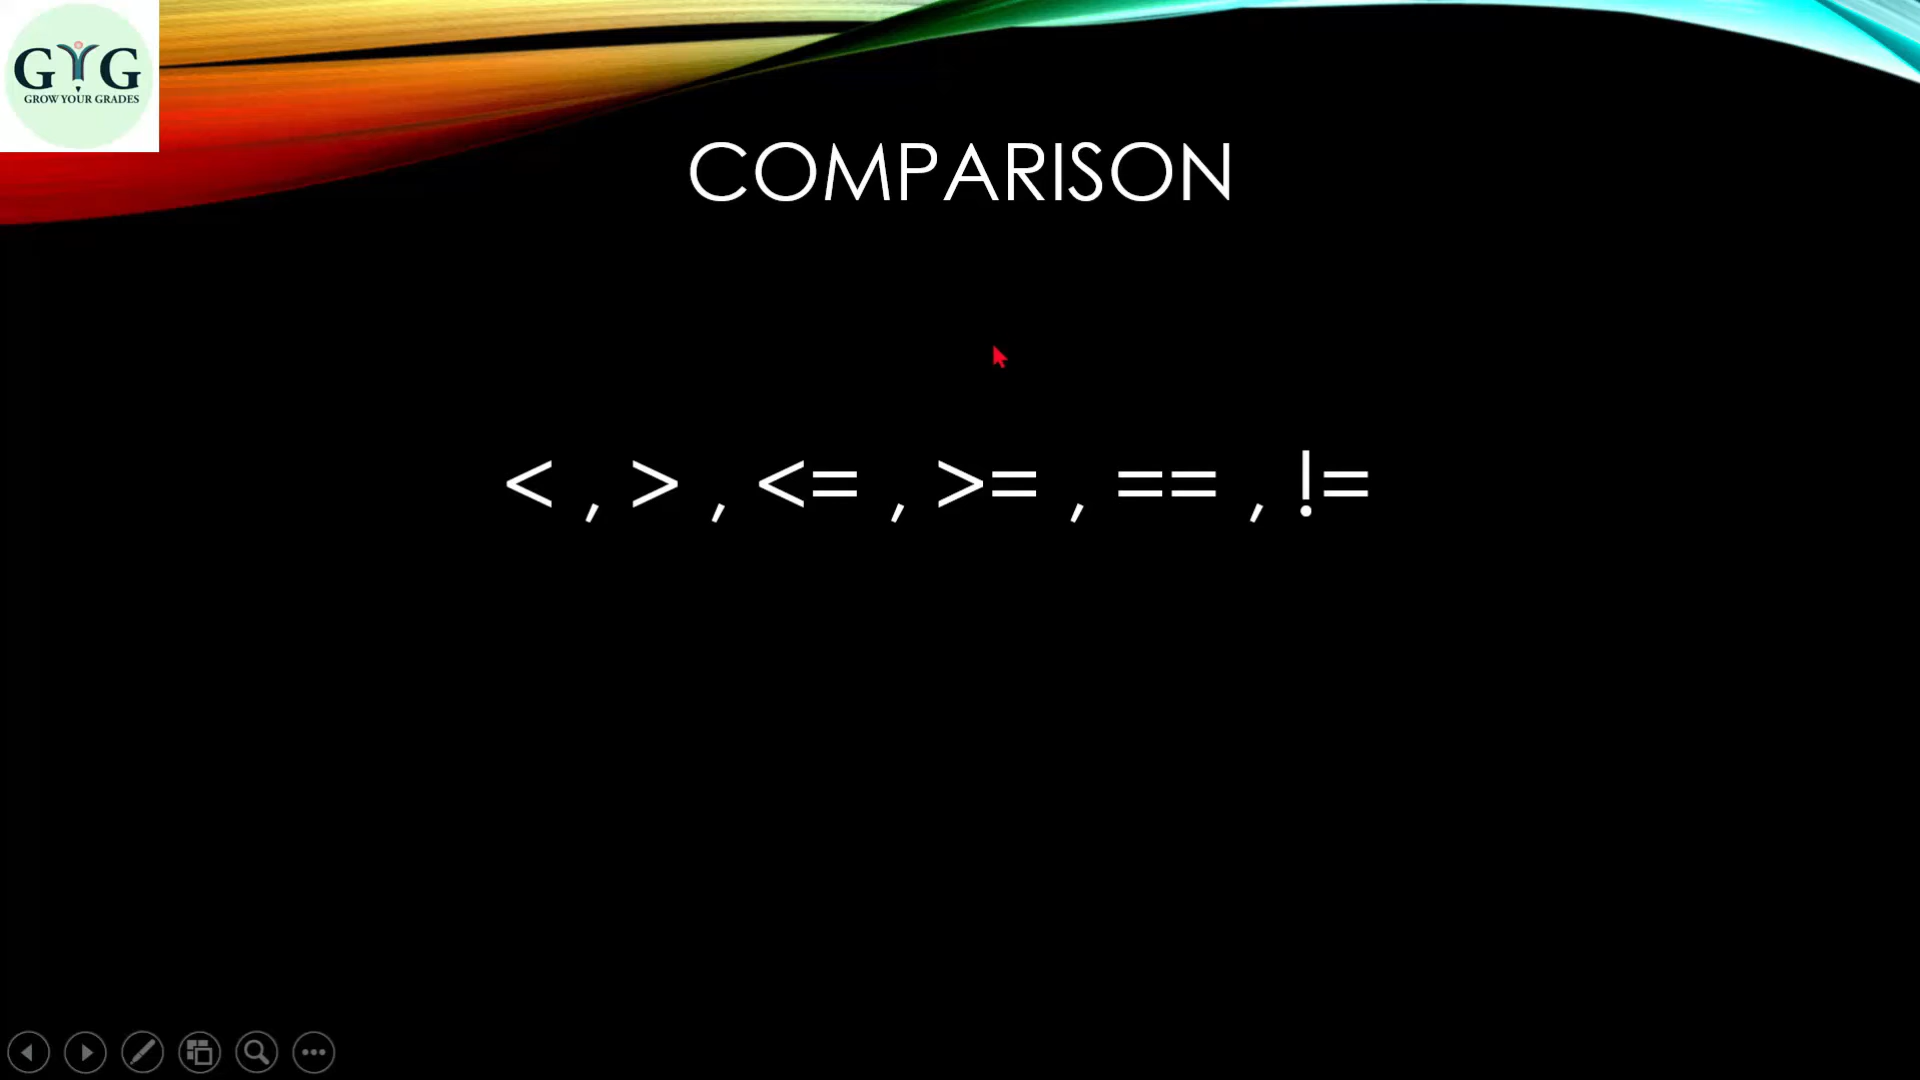 GYG
GROW YOUR GRADES
COMPARISON
< , > , <= , >= , == , !=